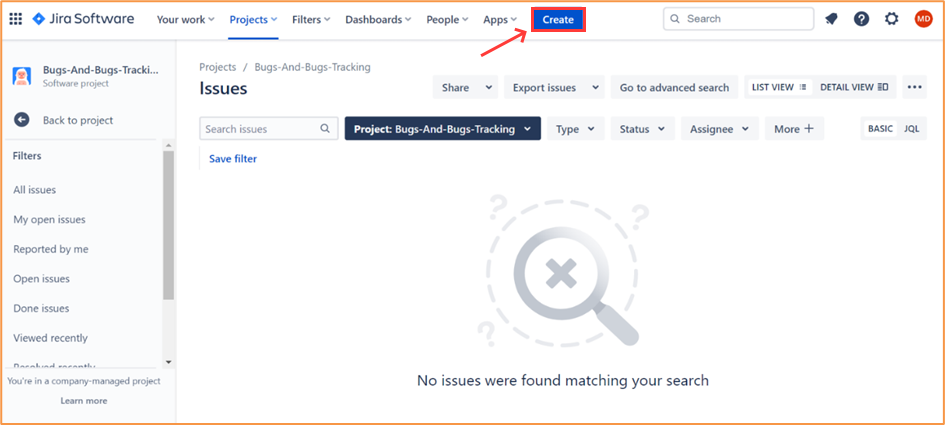 Jira Software Your work Projects Filters Dashboards People Apps Create Search MD
Bugs-And-Bugs-Tracki...
Software project
Back to project
Filters
All issues
My open issues
Reported by me
Open issues
Done issues
Viewed recently
Resolved recently
You're in a company-managed project
Learn more
Projects / Bugs-And-Bugs-Tracking
Issues
Share Export issues Go to advanced search LIST VIEW DETAIL VIEW
Search issues Project: Bugs-And-Bugs-Tracking Type Status Assignee More + BASIC JQL
Save filter
No issues were found matching your search